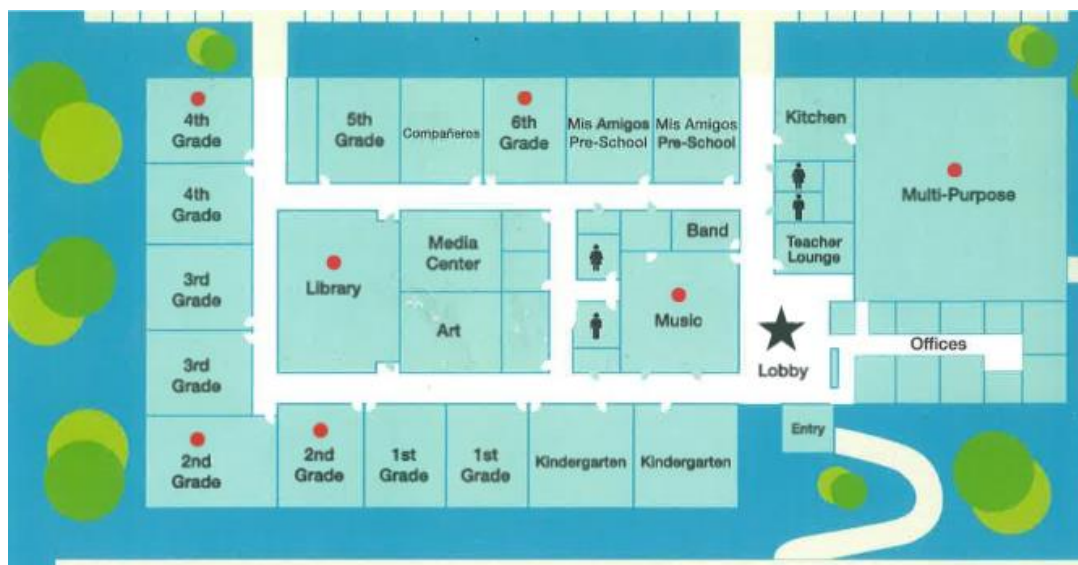 4th
Grade
5th
Grade
Compañeros
6th
Grade
Mis Amigos
Pre-School
Mis Amigos
Pre-School
Kitchen
4th
Grade
Multi-Purpose
Media
Center
Band
Teacher
Lounge
3rd
Grade
Library
Art
Music
3rd
Grade
Lobby
Offices
2nd
Grade
2nd
Grade
1st
Grade
1st
Grade
Kindergarten
Kindergarten
Entry